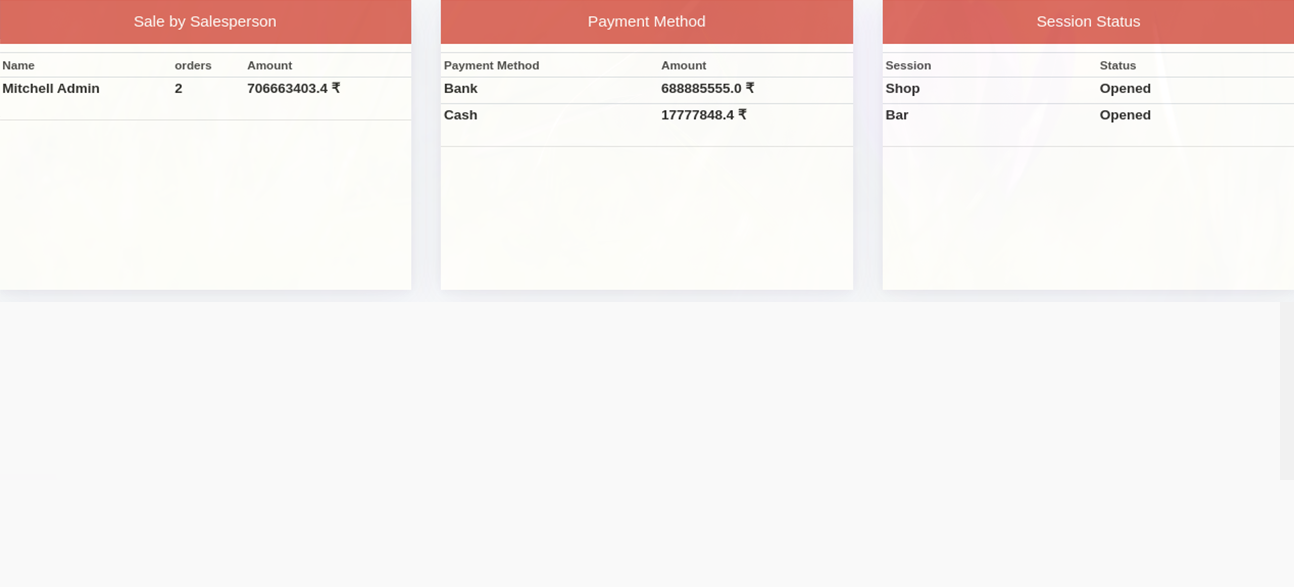 Sale by Salesperson
Name orders Amount
Mitchell Admin 2 706663403.4 ₹
Payment Method
Payment Method Amount
Bank 688885555.0 ₹
Cash 17777848.4 ₹
Session Status
Session Status
Shop Opened
Bar Opened